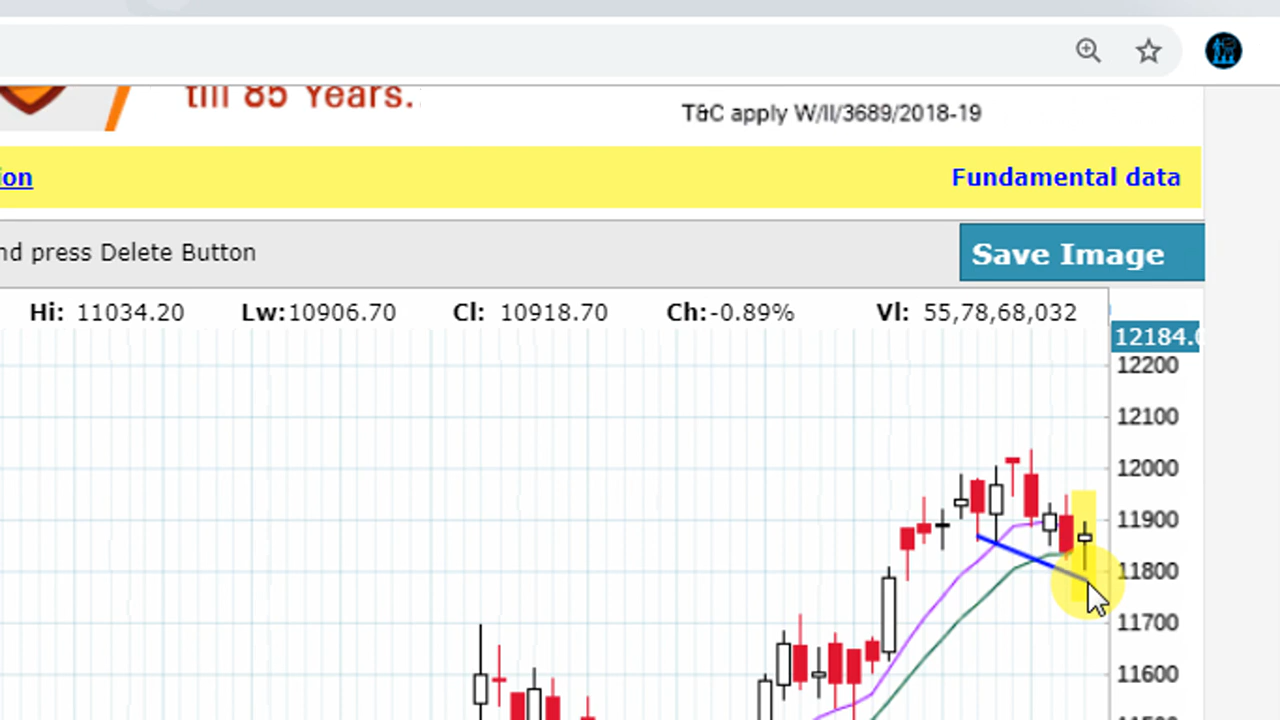 till 85 Years.
T&C apply W/II/3689/2018-19
ion
Fundamental data
nd press Delete Button
Save Image
Hi: 11034.20 Lw:10906.70 Cl: 10918.70 Ch:-0.89% Vl: 55,78,68,032
12184.0
12200
12100
12000
11900
11800
11700
11600